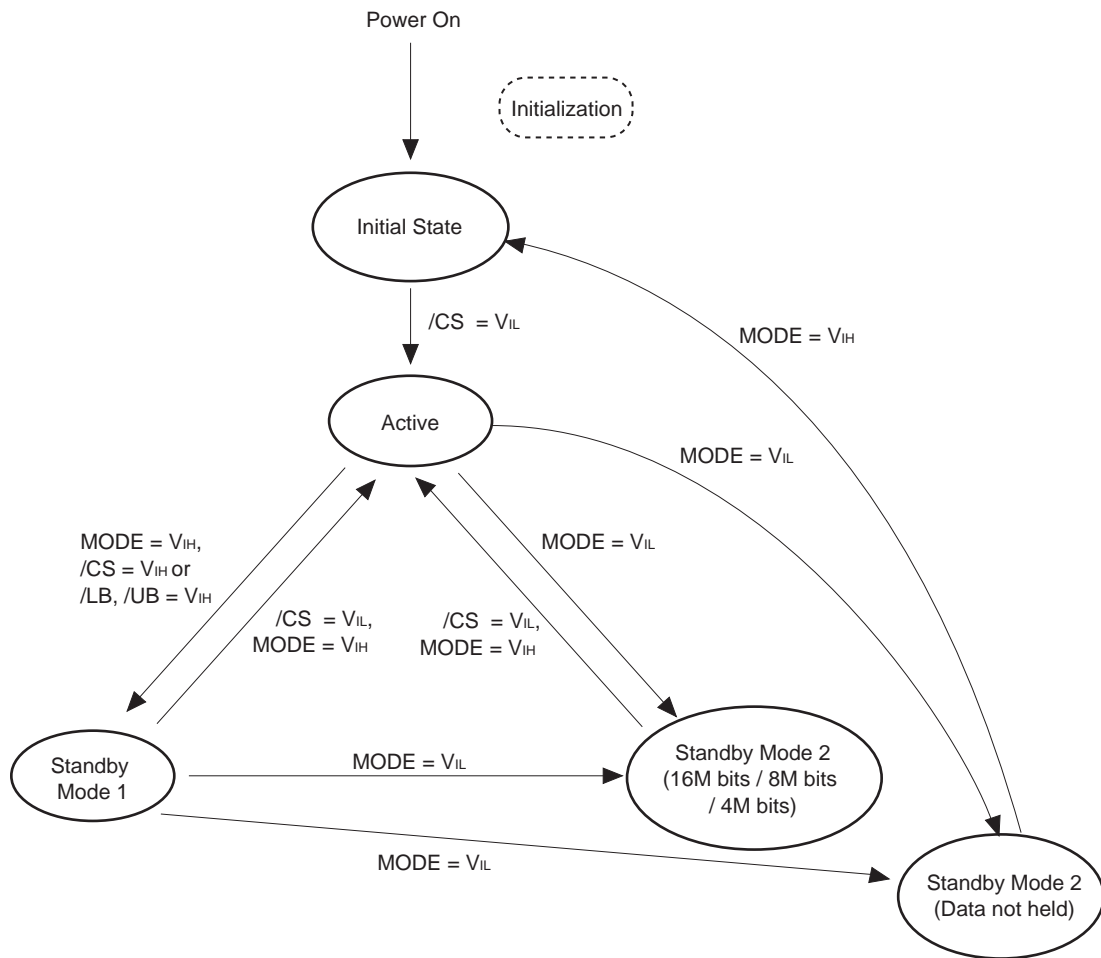 Power On
Initialization
Initial State
/CS = VIL
MODE = VIH
Active
MODE = VIL
MODE = VIH,
/CS = VIH or
/LB, /UB = VIH
MODE = VIL
/CS = VIL,
MODE = VIH
/CS = VIL,
MODE = VIH
Standby
Mode 1
MODE = VIL
Standby Mode 2
(16M bits / 8M bits
/ 4M bits)
MODE = VIL
Standby Mode 2
(Data not held)